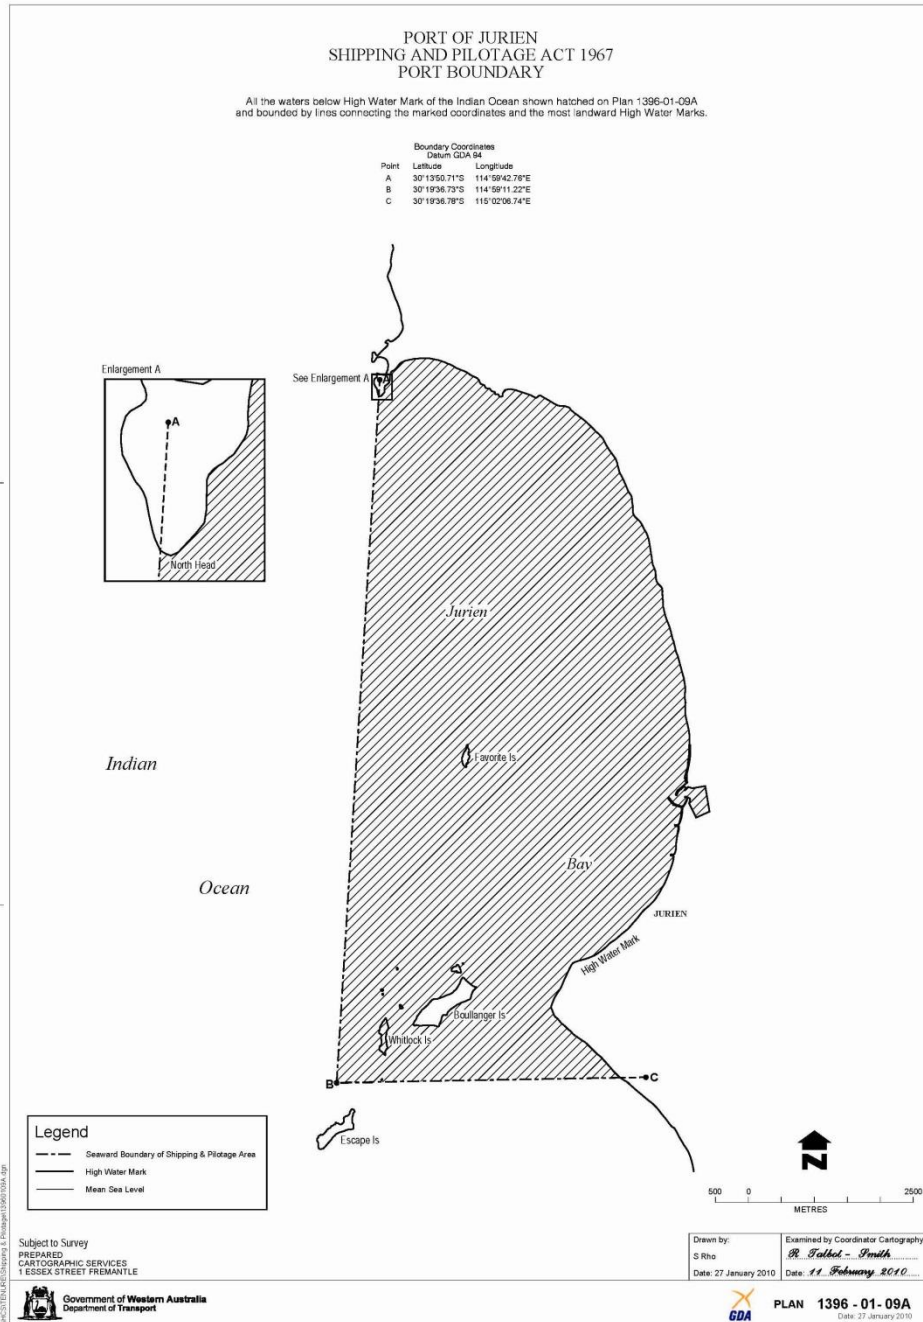 PORT OF JURIEN
SHIPPING AND PILOTAGE ACT 1967
PORT BOUNDARY
All the waters below High Water Mark of the Indian Ocean shown hatched on Plan 1396-01-09A
and bounded by lines connecting the marked coordinates and the most landward High Water Marks.
Boundary Coordinates
Datum GDA 94
Point Latitude Longitude
A 30°13'50.71"S 114°59'42.76"E
B 30°19'36.73"S 114°59'11.22"E
C 30°19'36.78"S 115°02'06.74"E
Enlargement A
See Enlargement A
A
A
North Head
Jurien
Indian
Favorite Is
Bay
Ocean
JURIEN
High Water Mark
Boullanger Is
Whitlock Is
B
C
Escape Is
Legend
Seaward Boundary of Shipping & Pilotage Area
High Water Mark
Mean Sea Level
N
500 0 2500
METRES
Subject to Survey
PREPARED
CARTOGRAPHIC SERVICES
1 ESSEX STREET FREMANTLE
Drawn by:
S Rho
Date: 27 January 2010
Examined by Coordinator Cartography
R Talbot - Smith
Date: 11 February 2010
Government of Western Australia
Department of Transport
GDA
PLAN 1396 - 01- 09A
Date: 27 January 2010